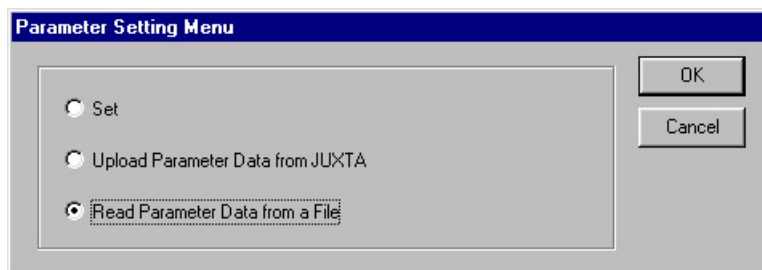 Parameter Setting Menu
OK
Set
Cancel
Upload Parameter Data from JUXTA
Read Parameter Data from a File